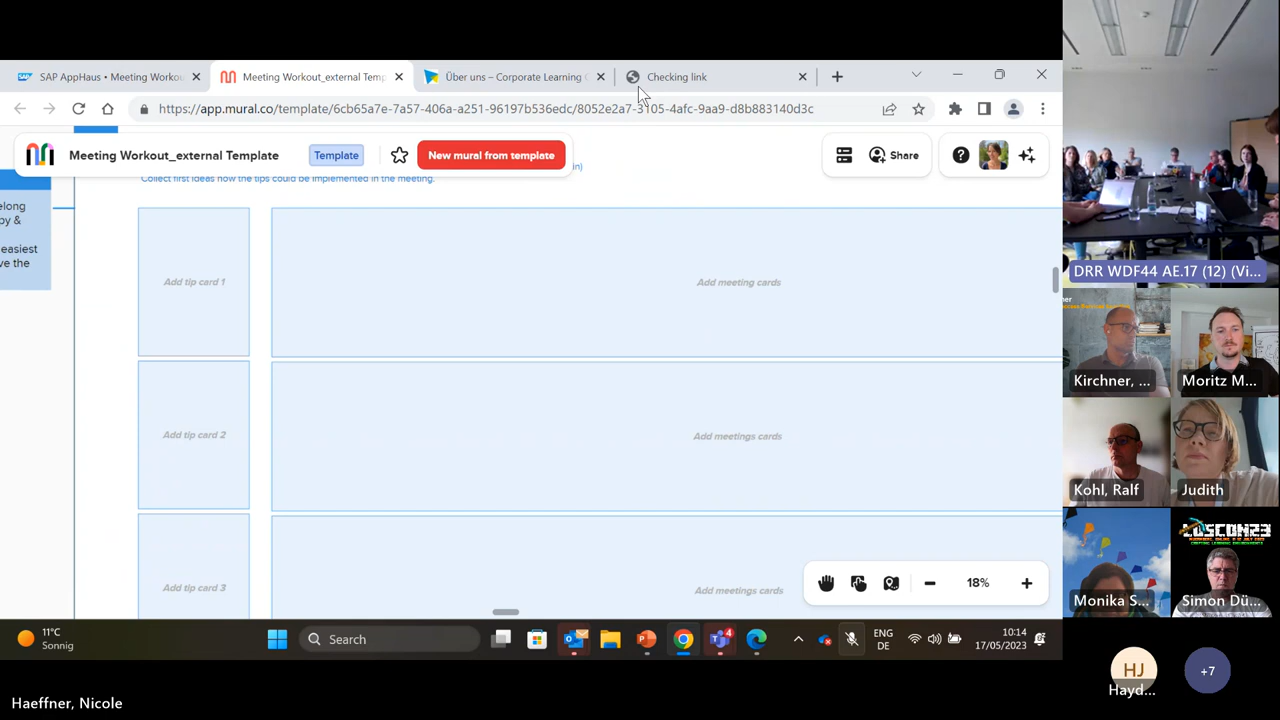 SAP AppHaus • Meeting Workou
Meeting Workout_external Temp
Über uns – Corporate Learning C
Checking link
https://app.mural.co/template/6cb65a7e-7a57-406a-a251-96197b536edc/8052e2a7-3105-4afc-9aa9-d8b883140d3c
Meeting Workout_external Template
Template
New mural from template
Share
in)
Collect first ideas how the tips could be implemented in the meeting.
elong
py &
easiest
ve the
Add tip card 1
Add meeting cards
Add tip card 2
Add meetings cards
Add tip card 3
Add meetings cards
18%
11°C
Sonnig
Search
4
ENG
DE
10:14
17/05/2023
Haeffner, Nicole
DRR WDF44 AE.17 (12) (Vi...
ner
Kirchner, ...
Moritz M...
Kohl, Ralf
Judith
Monika S...
LOSCON23
Simon Dü...
HJ
Hayd...
+7